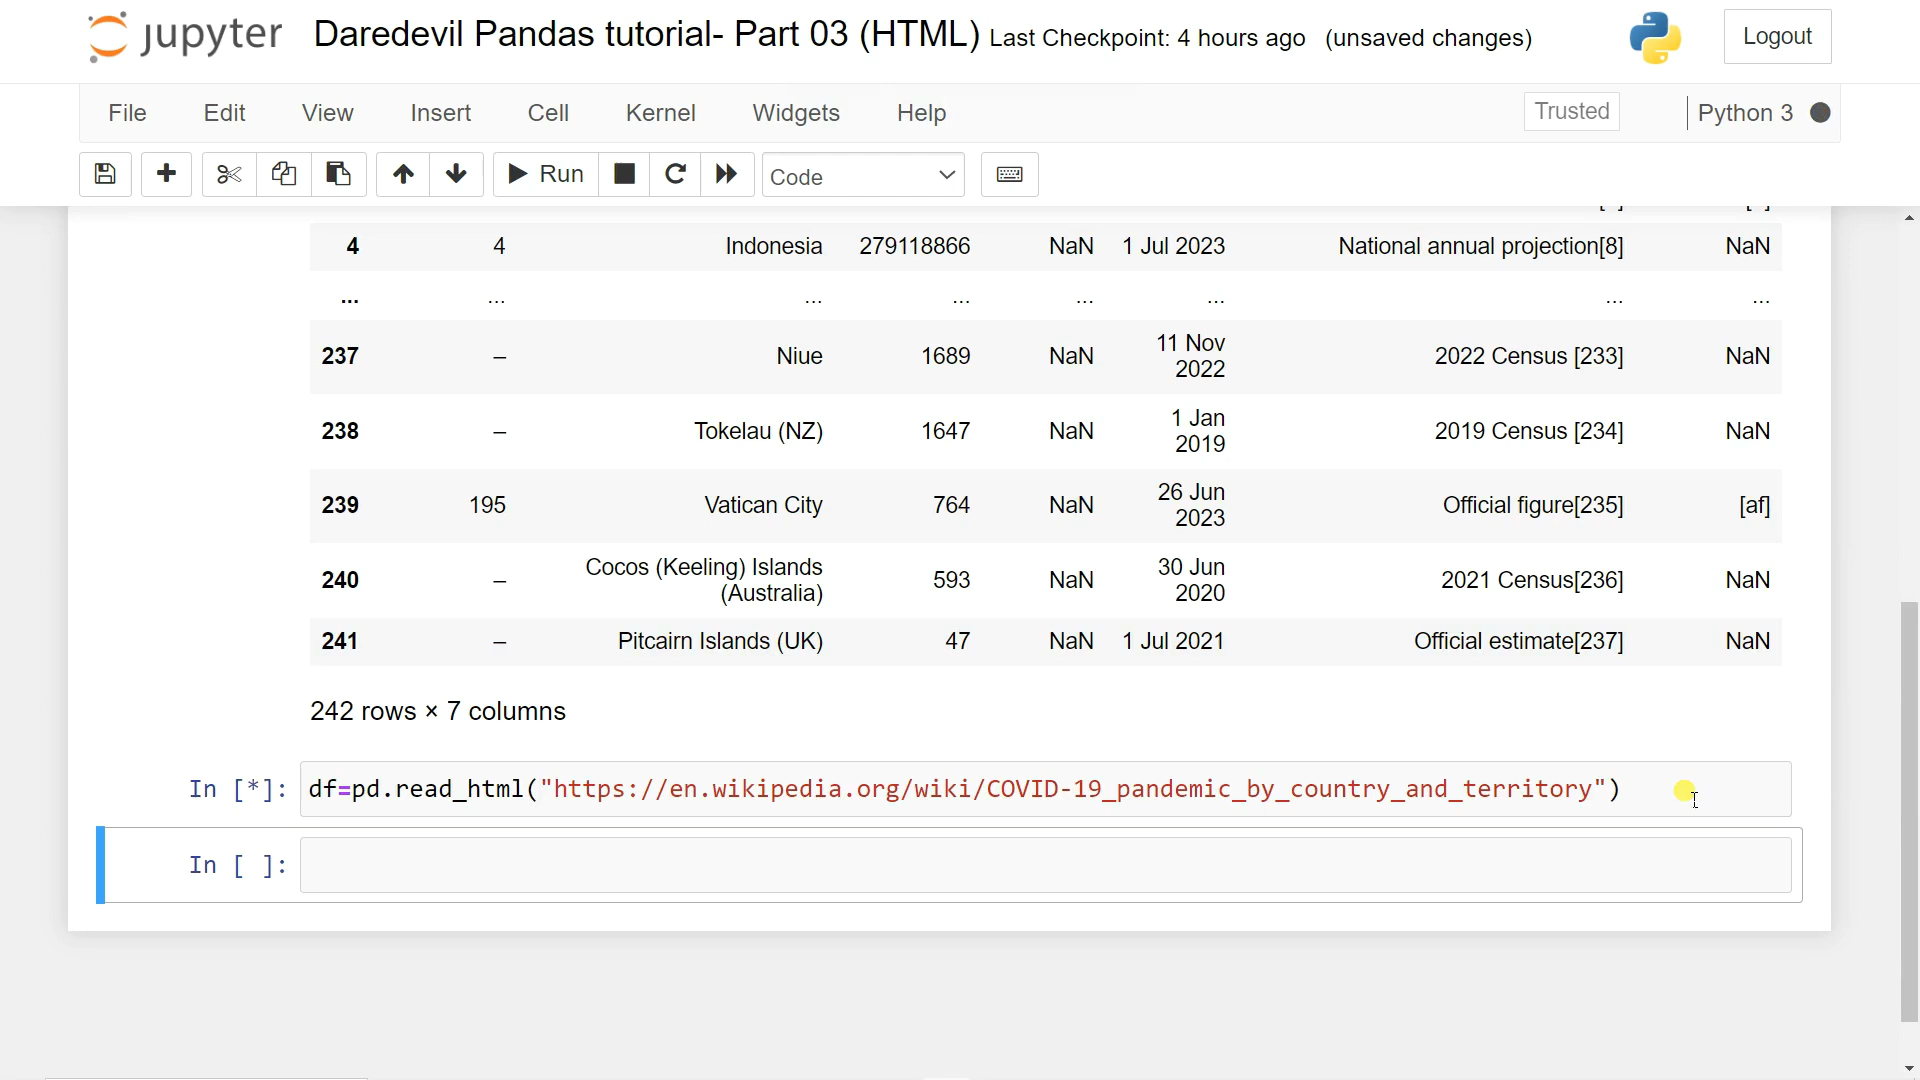 jupyter Daredevil Pandas tutorial- Part 03 (HTML) Last Checkpoint: 4 hours ago (unsaved changes) Logout
File Edit View Insert Cell Kernel Widgets Help Trusted Python 3
Run Code
4 4 Indonesia 279118866 NaN 1 Jul 2023 National annual projection[8] NaN
... ... ... ... ... ... ... ...
237 – Niue 1689 NaN 11 Nov 2022 2022 Census [233] NaN
238 – Tokelau (NZ) 1647 NaN 1 Jan 2019 2019 Census [234] NaN
239 195 Vatican City 764 NaN 26 Jun 2023 Official figure[235] [af]
240 – Cocos (Keeling) Islands (Australia) 593 NaN 30 Jun 2020 2021 Census[236] NaN
241 – Pitcairn Islands (UK) 47 NaN 1 Jul 2021 Official estimate[237] NaN
242 rows × 7 columns
In [*]: df=pd.read_html("https://en.wikipedia.org/wiki/COVID-19_pandemic_by_country_and_territory")
In [ ]: